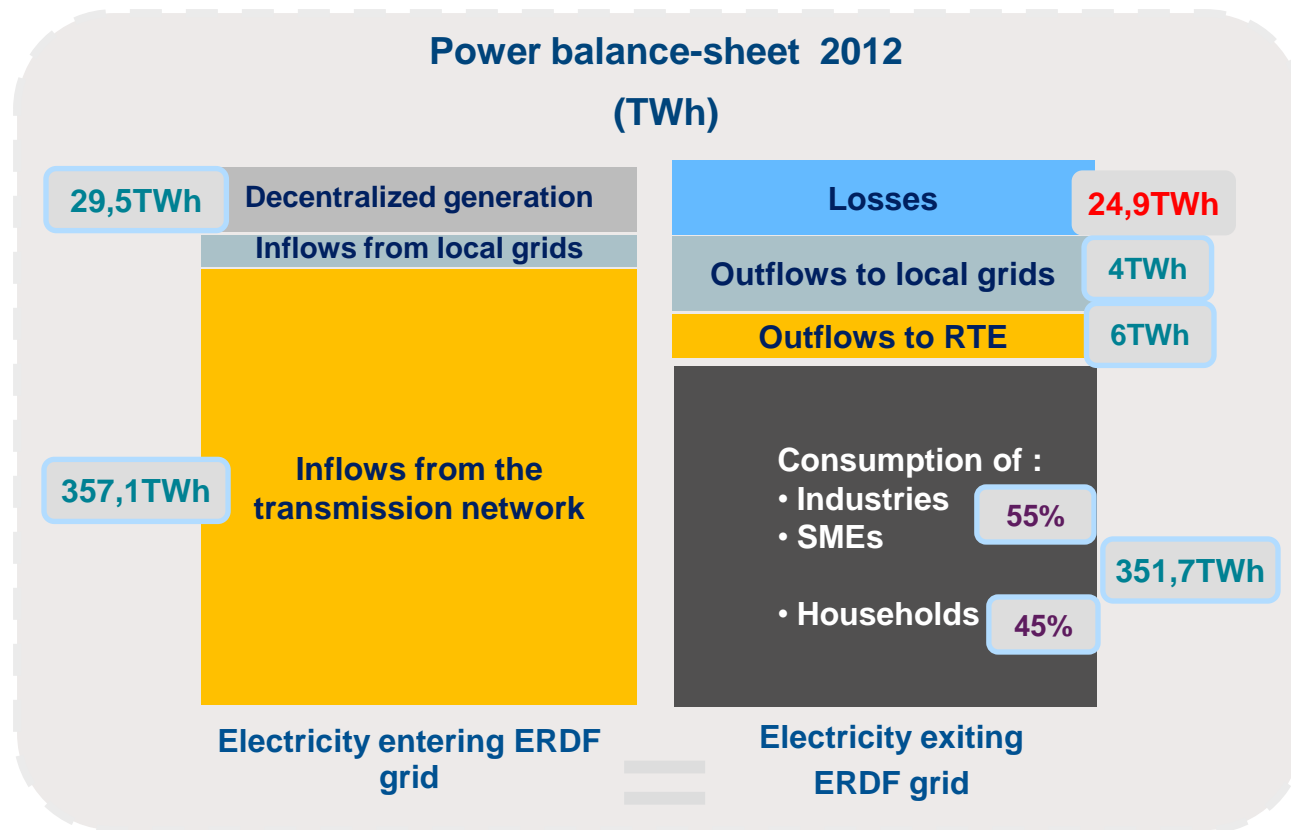 Power balance-sheet 2012
(TWh)
29,5TWh
Decentralized generation
Inflows from local grids
357,1TWh
Inflows from the
transmission network
Electricity entering ERDF
grid
Losses
24,9TWh
Outflows to local grids
4TWh
Outflows to RTE
6TWh
Consumption of :
• Industries
55%
• SMEs
351,7TWh
• Households
45%
Electricity exiting
ERDF grid